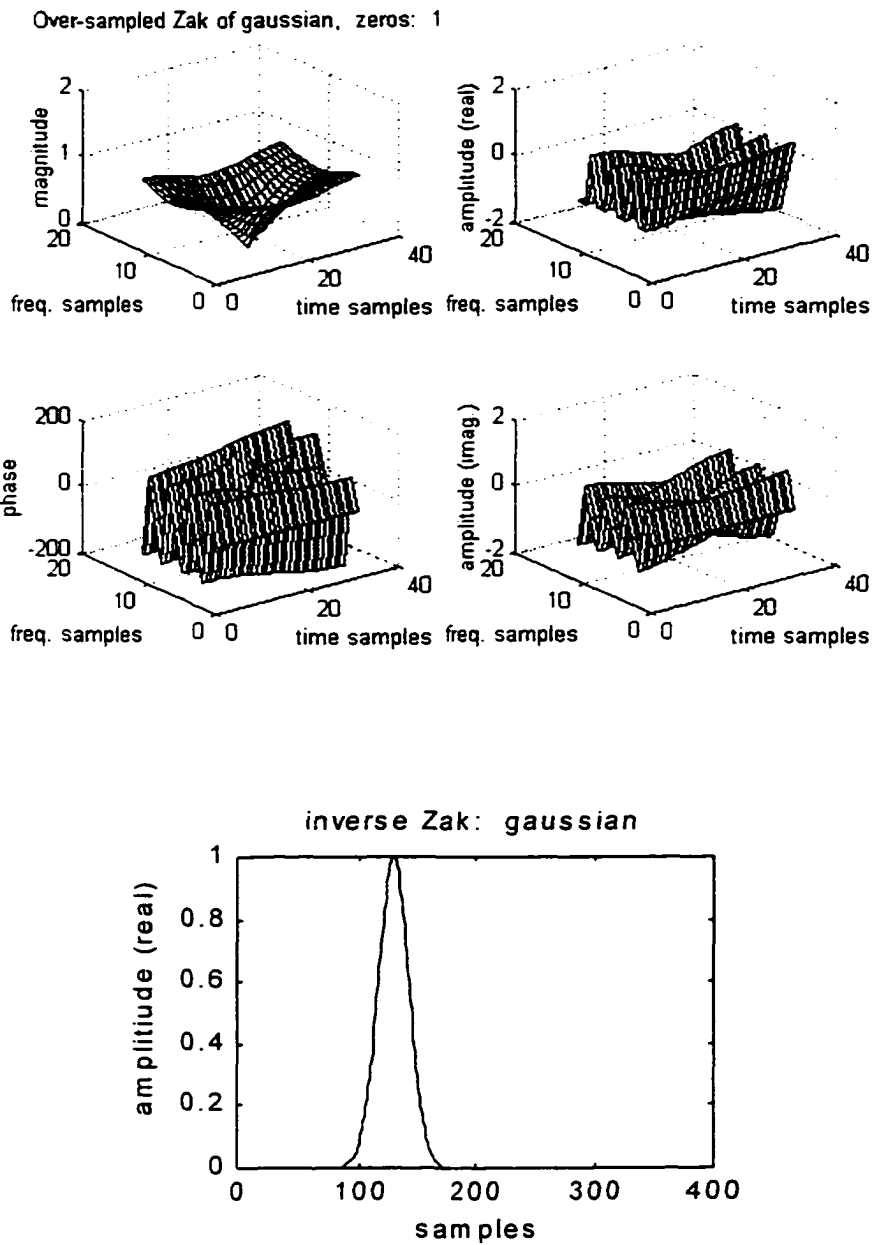 Over-sampled Zak of gaussian, zeros: 1
2
1
0
magnitude
20
10
0
freq. samples
0
20
40
time samples
2
0
-2
amplitude (real)
20
10
0
freq. samples
0
20
40
time samples
200
0
-200
phase
20
10
0
freq. samples
0
20
40
time samples
2
0
-2
amplitude (imag.)
20
10
0
freq. samples
0
20
40
time samples
inverse Zak: gaussian
1
0.8
0.6
0.4
0.2
0
amplitiude (real)
0
100
200
300
400
samples